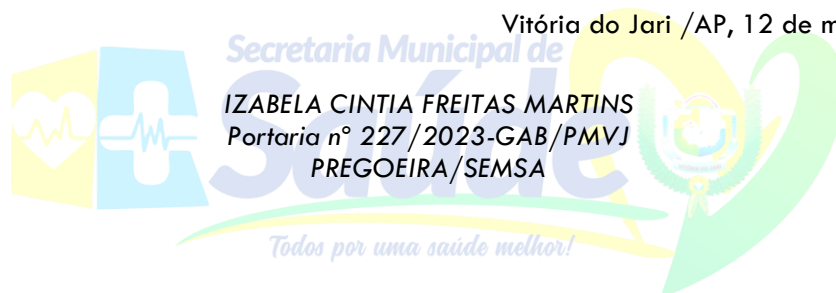 Vitória do Jari /AP, 12 de
Secretaria Municipal de
IZABELA CINTIA FREITAS MARTINS
Portaria nº 227/2023-GAB/PMVJ
PREGOEIRA/SEMSA
Saúde
Todos por uma saúde melhor!